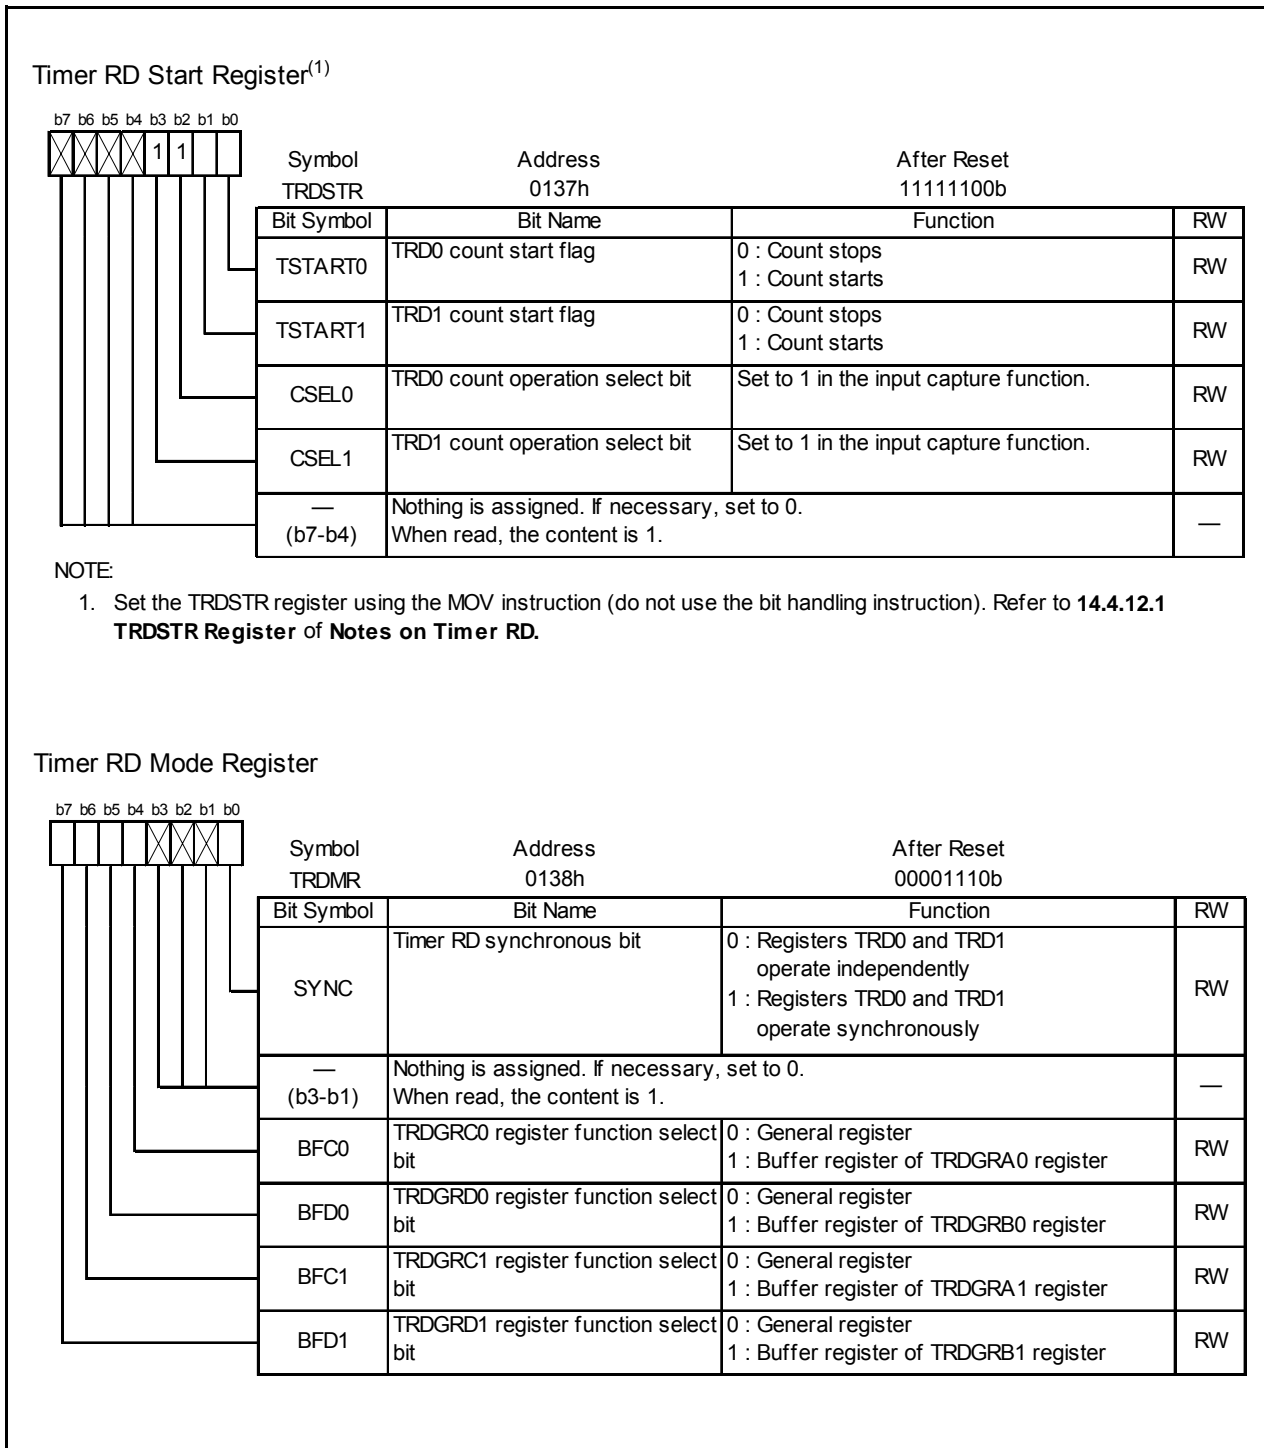 Timer RD Start Register(1)
b7 b6 b5 b4 b3 b2 b1 b0
1 1
Symbol Address After Reset
TRDSTR 0137h 11111100b
Bit Symbol Bit Name Function RW
TSTART0 TRD0 count start flag 0 : Count stops RW
1 : Count starts
TSTART1 TRD1 count start flag 0 : Count stops RW
1 : Count starts
CSEL0 TRD0 count operation select bit Set to 1 in the input capture function. RW
CSEL1 TRD1 count operation select bit Set to 1 in the input capture function. RW
— Nothing is assigned. If necessary, set to 0. —
(b7-b4) When read, the content is 1.
NOTE:
1. Set the TRDSTR register using the MOV instruction (do not use the bit handling instruction). Refer to 14.4.12.1
TRDSTR Register of Notes on Timer RD.
Timer RD Mode Register
b7 b6 b5 b4 b3 b2 b1 b0
Symbol Address After Reset
TRDMR 0138h 00001110b
Bit Symbol Bit Name Function RW
SYNC Timer RD synchronous bit 0 : Registers TRD0 and TRD1 RW
operate independently
1 : Registers TRD0 and TRD1
operate synchronously
— Nothing is assigned. If necessary, set to 0. —
(b3-b1) When read, the content is 1.
BFC0 TRDGRC0 register function select 0 : General register RW
bit 1 : Buffer register of TRDGRA0 register
BFD0 TRDGRD0 register function select 0 : General register RW
bit 1 : Buffer register of TRDGRB0 register
BFC1 TRDGRC1 register function select 0 : General register RW
bit 1 : Buffer register of TRDGRA1 register
BFD1 TRDGRD1 register function select 0 : General register RW
bit 1 : Buffer register of TRDGRB1 register